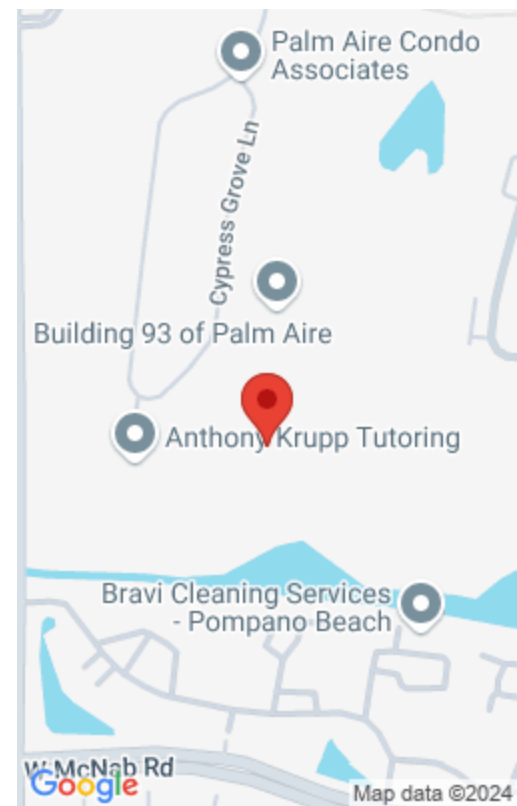 Palm Aire Condo
Associates
Cypress Grove Ln
Building 93 of Palm Aire
Anthony Krupp Tutoring
Bravi Cleaning Services
- Pompano Beach
W McNab Rd
Google
Map data ©2024